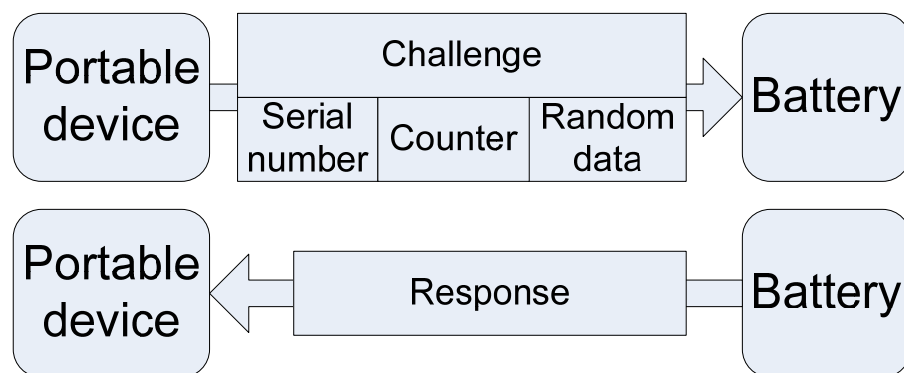 Portable
device
Challenge
Serial
number
Counter
Random
data
Battery
Portable
device
Response
Battery